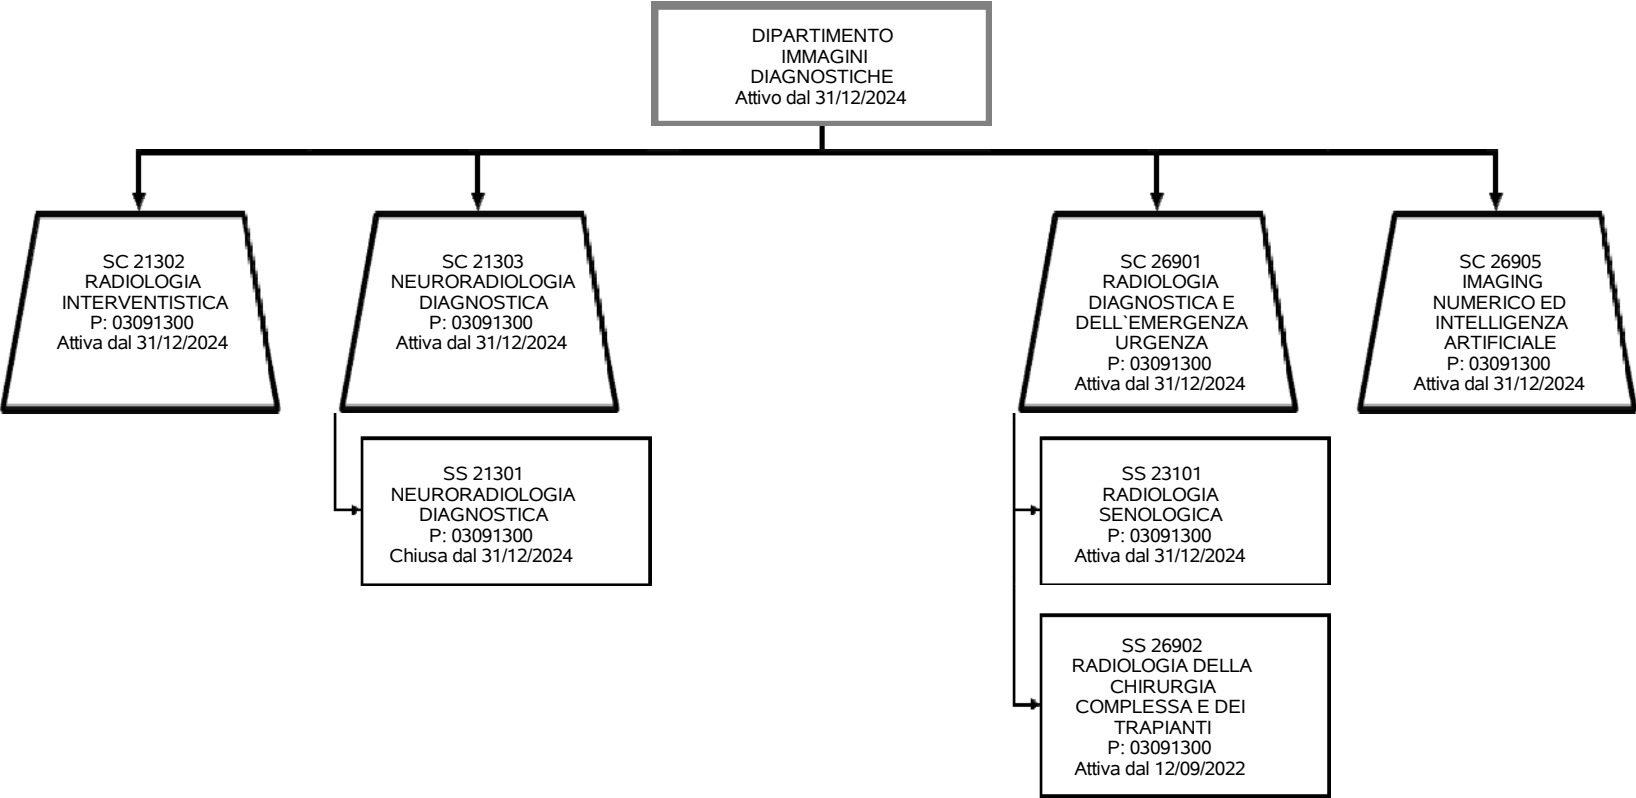 DIPARTIMENTO
IMMAGINI
DIAGNOSTICHE
Attivo dal 31/12/2024
SC 21302
RADIOLOGIA
INTERVENTISTICA
P: 03091300
Attiva dal 31/12/2024
SC 21303
NEURORADIOLOGIA
DIAGNOSTICA
P: 03091300
Attiva dal 31/12/2024
SC 26901
RADIOLOGIA
DIAGNOSTICA E
DELL`EMERGENZA
URGENZA
P: 03091300
Attiva dal 31/12/2024
SC 26905
IMAGING
NUMERICO ED
INTELLIGENZA
ARTIFICIALE
P: 03091300
Attiva dal 31/12/2024
SS 21301
NEURORADIOLOGIA
DIAGNOSTICA
P: 03091300
Chiusa dal 31/12/2024
SS 23101
RADIOLOGIA
SENOLOGICA
P: 03091300
Attiva dal 31/12/2024
SS 26902
RADIOLOGIA DELLA
CHIRURGIA
COMPLESSA E DEI
TRAPIANTI
P: 03091300
Attiva dal 12/09/2022